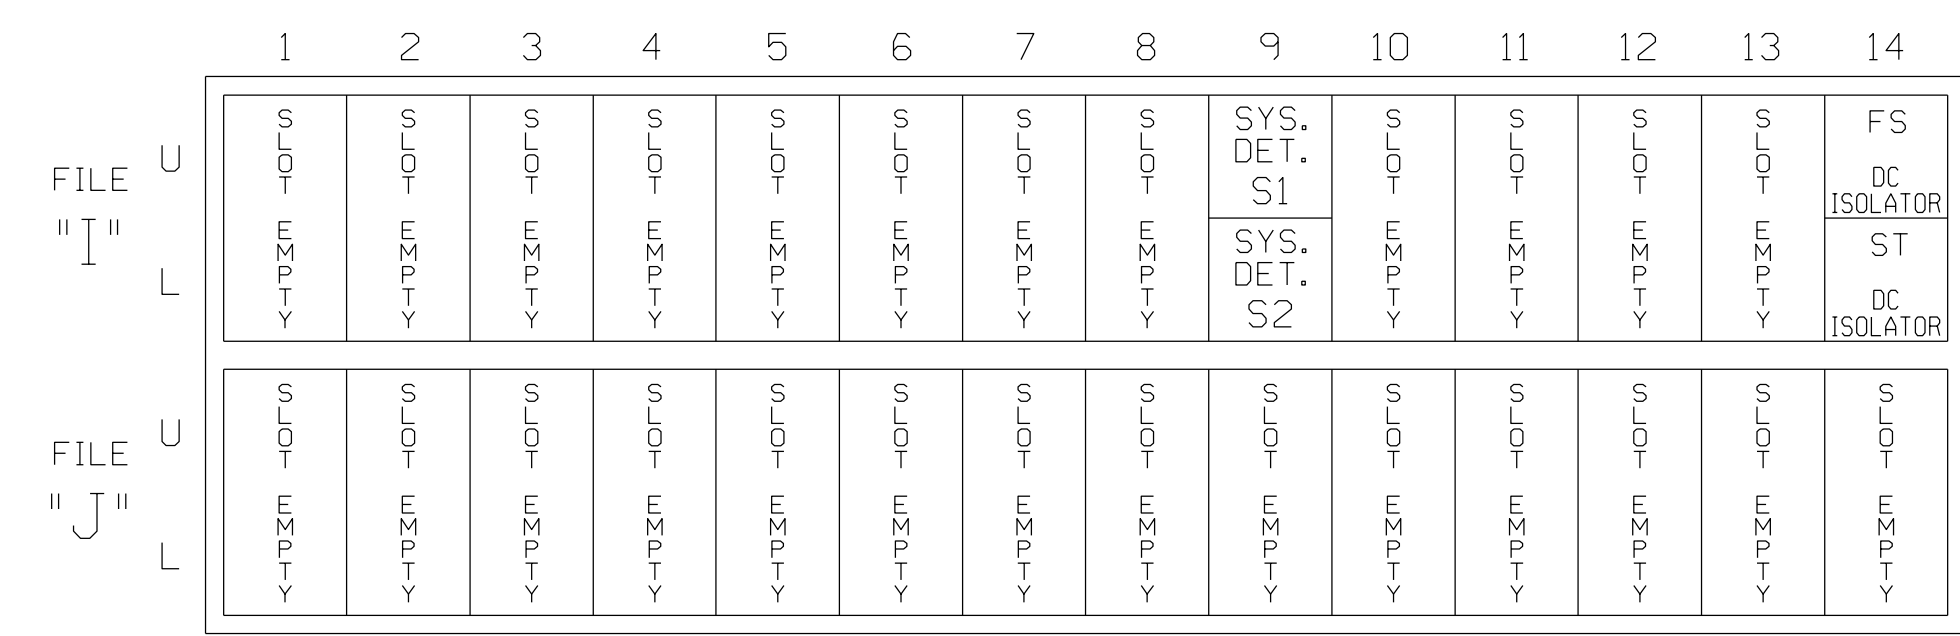 1 2 3 4 5 6 7 8 9 10 11 12 13 14
FILE "I"
U
L
SLOT EMPTY
SLOT EMPTY
SLOT EMPTY
SLOT EMPTY
SLOT EMPTY
SLOT EMPTY
SLOT EMPTY
SLOT EMPTY
SYS.
DET.
S1
SYS.
DET.
S2
SLOT EMPTY
SLOT EMPTY
SLOT EMPTY
SLOT EMPTY
FS
DC
ISOLATOR
ST
DC
ISOLATOR
FILE "J"
U
L
SLOT EMPTY
SLOT EMPTY
SLOT EMPTY
SLOT EMPTY
SLOT EMPTY
SLOT EMPTY
SLOT EMPTY
SLOT EMPTY
SLOT EMPTY
SLOT EMPTY
SLOT EMPTY
SLOT EMPTY
SLOT EMPTY
SLOT EMPTY